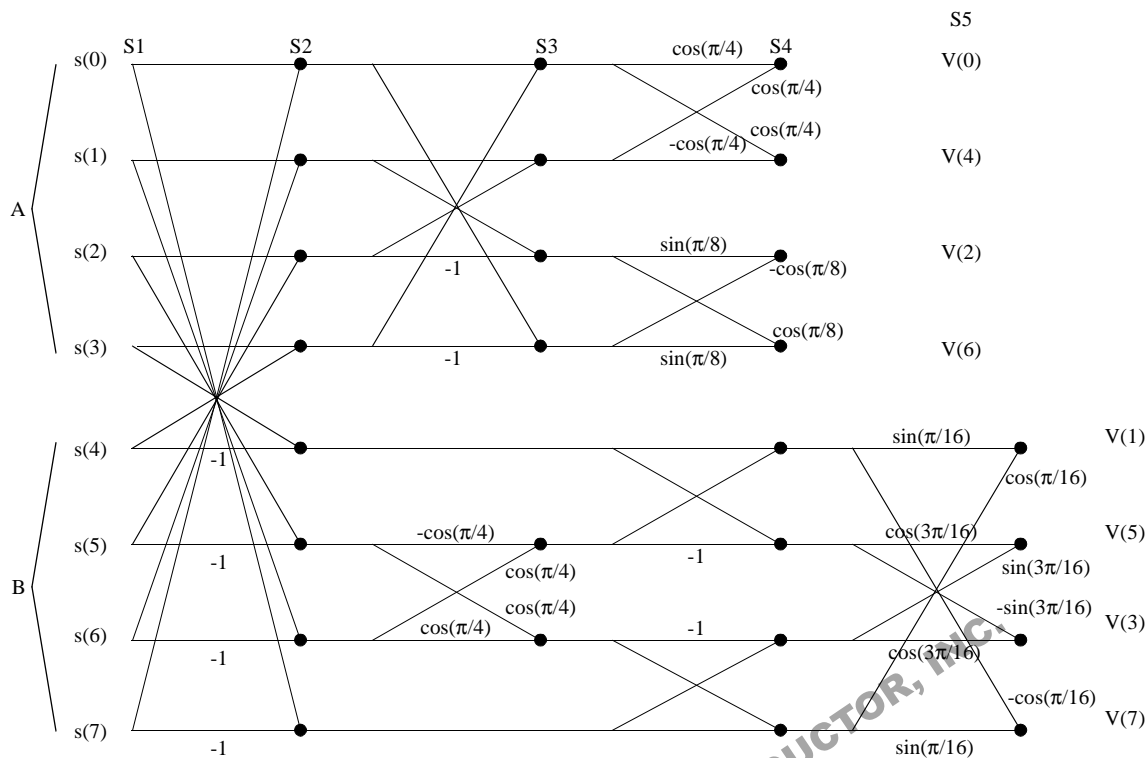 S5
S1 S2 S3 cos(π/4) S4
s(0) V(0)
cos(π/4)
cos(π/4)
s(1) -cos(π/4) V(4)
A
s(2) sin(π/8) V(2)
-1 -cos(π/8)
cos(π/8)
s(3) V(6)
-1 sin(π/8)
s(4) sin(π/16) V(1)
-1
cos(π/16)
-cos(π/4) cos(3π/16) V(5)
s(5) -1
-1 cos(π/4) sin(3π/16)
B
cos(π/4) -sin(3π/16)
cos(π/4) -1 V(3)
s(6)
-1 cos(3π/16)
-cos(π/16)
s(7) V(7)
-1 sin(π/16)
UCTOR, INC.